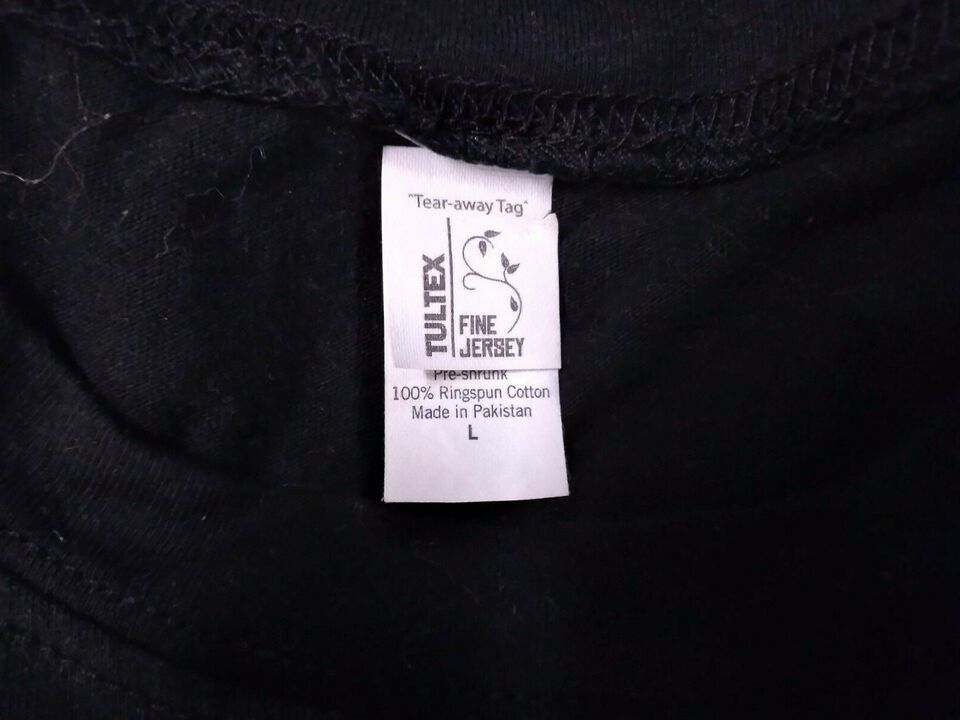 "Tear-away Tag"
TULTEX
FINE
JERSEY
Pre-shrunk
100% Ringspun Cotton
Made in Pakistan
L